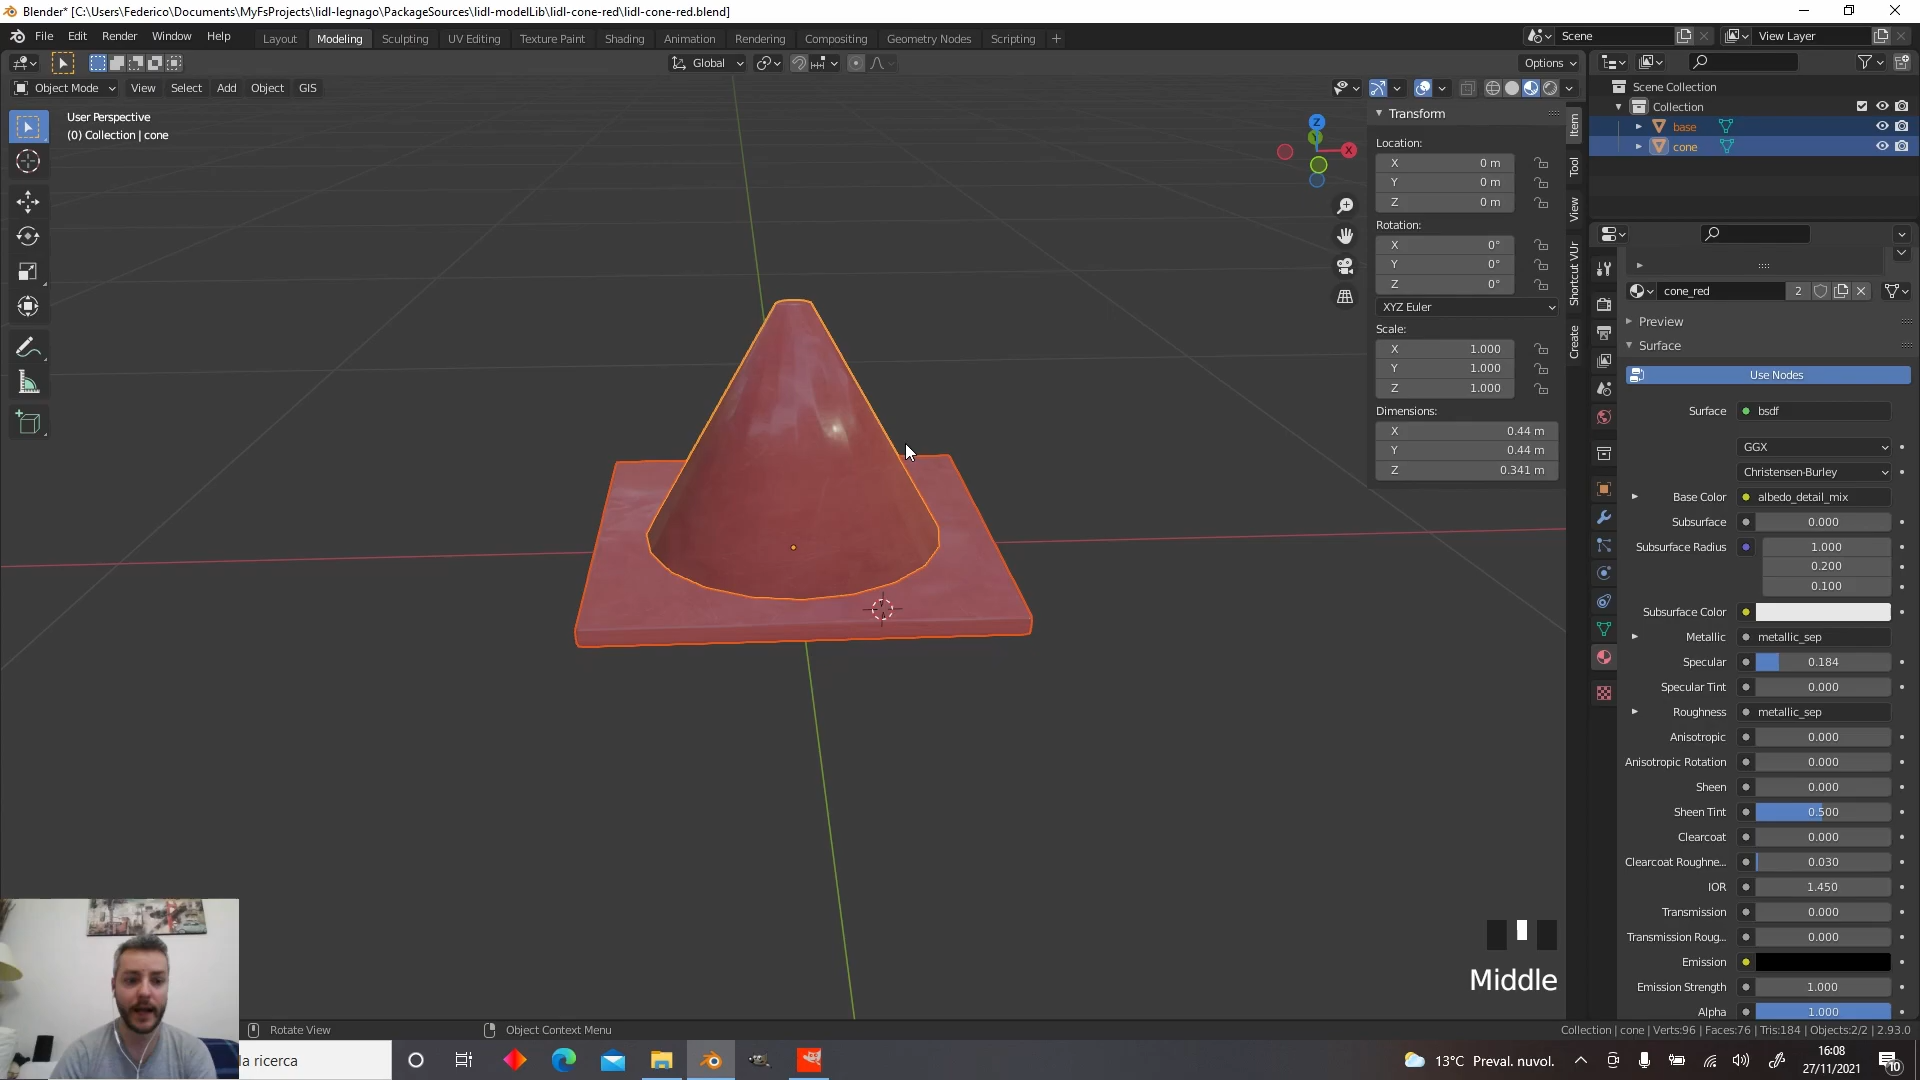 Blender* [C:\Users\Federico\Documents\MyFsProjects\lidl-legnago\PackageSources\lidl-modelLib\lidl-cone-red\lidl-cone-red.blend]
File Edit Render Window Help Layout Modeling Sculpting UV Editing Texture Paint Shading Animation Rendering Compositing Geometry Nodes Scripting + Scene View Layer
Global Options
Object Mode View Select Add Object GIS
User Perspective
(0) Collection | cone
Z
Y
X
Transform
Location:
X 0 m
Y 0 m
Z 0 m
Rotation:
X 0°
Y 0°
Z 0°
XYZ Euler
Scale:
X 1.000
Y 1.000
Z 1.000
Dimensions:
X 0.44 m
Y 0.44 m
Z 0.341 m
Item
Tool
View
Shortcut VUr
Create
Scene Collection
Collection
base
cone
cone_red 2
Preview
Surface
Use Nodes
Surface bsdf
GGX
Christensen-Burley
Base Color albedo_detail_mix
Subsurface 0.000
Subsurface Radius 1.000
0.200
0.100
Subsurface Color
Metallic metallic_sep
Specular 0.184
Specular Tint 0.000
Roughness metallic_sep
Anisotropic 0.000
Anisotropic Rotation 0.000
Sheen 0.000
Sheen Tint 0.500
Clearcoat 0.000
Clearcoat Roughne... 0.030
IOR 1.450
Transmission 0.000
Transmission Roug... 0.000
Emission
Emission Strength 1.000
Alpha 1.000
Middle
Rotate View Object Context Menu Collection | cone | Verts:96 | Faces:76 | Tris:184 | Objects:2/2 | 2.93.0
la ricerca 13°C Preval. nuvol. 16:08
27/11/2021 10